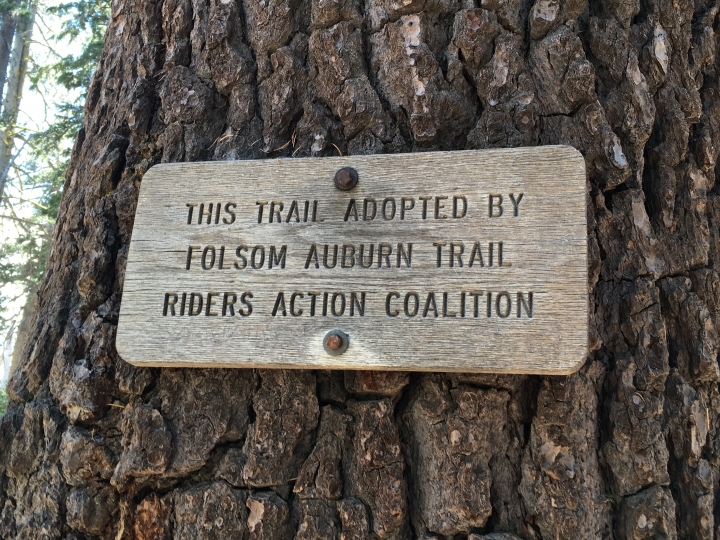 THIS TRAIL ADOPTED BY
FOLSOM AUBURN TRAIL
RIDERS ACTION COALITION